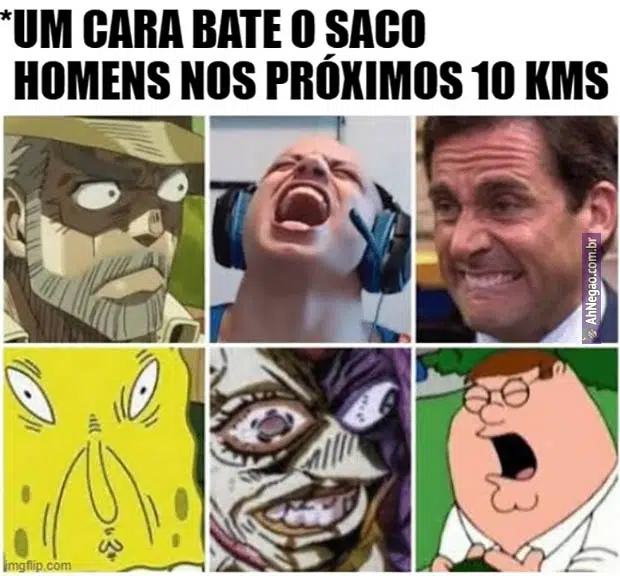 *UM CARA BATE O SACO
HOMENS NOS PRÓXIMOS 10 KMS
AhNegao.com.br
imgflip.com